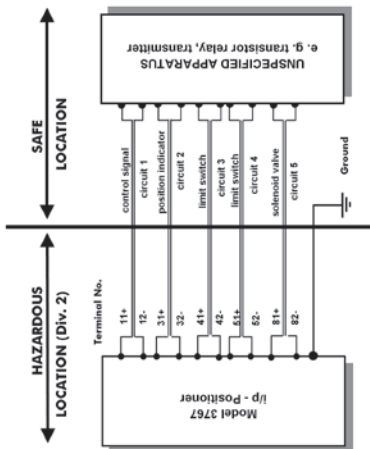 HAZARDOUS
LOCATION (Div. 2)
SAFE
LOCATION
Terminal No.
Model 3767
i/p - Positioner
11+
12-
31+
32-
41+
42-
51+
52-
81+
82-
control signal
circuit 1
position indicator
circuit 2
limit switch
circuit 3
limit switch
circuit 4
solenoid valve
circuit 5
Ground
UNSPECIFIED APPARATUS
e. g. transistor relay, transmitter